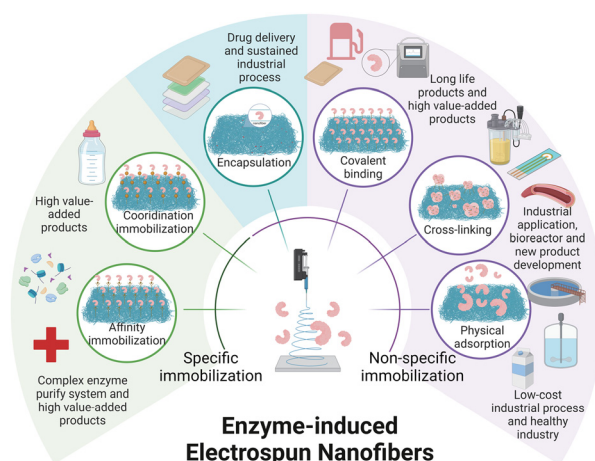 Drug delivery
and sustained
industrial
process
Encapsulation
Long life
products and
high value-added
products
Covalent
binding
High value-
added
products
Cooridination
immobilization
Cross-linking
Industrial
application,
bioreactor and
new product
development
Affinity
immobilization
Physical
adsorption
Complex enzyme
purify system and
high value-added
products
Low-cost
industrial process
and healthy
industry
Specific
immobilization
Non-specific
immobilization
Enzyme-induced
Electrospun Nanofibers